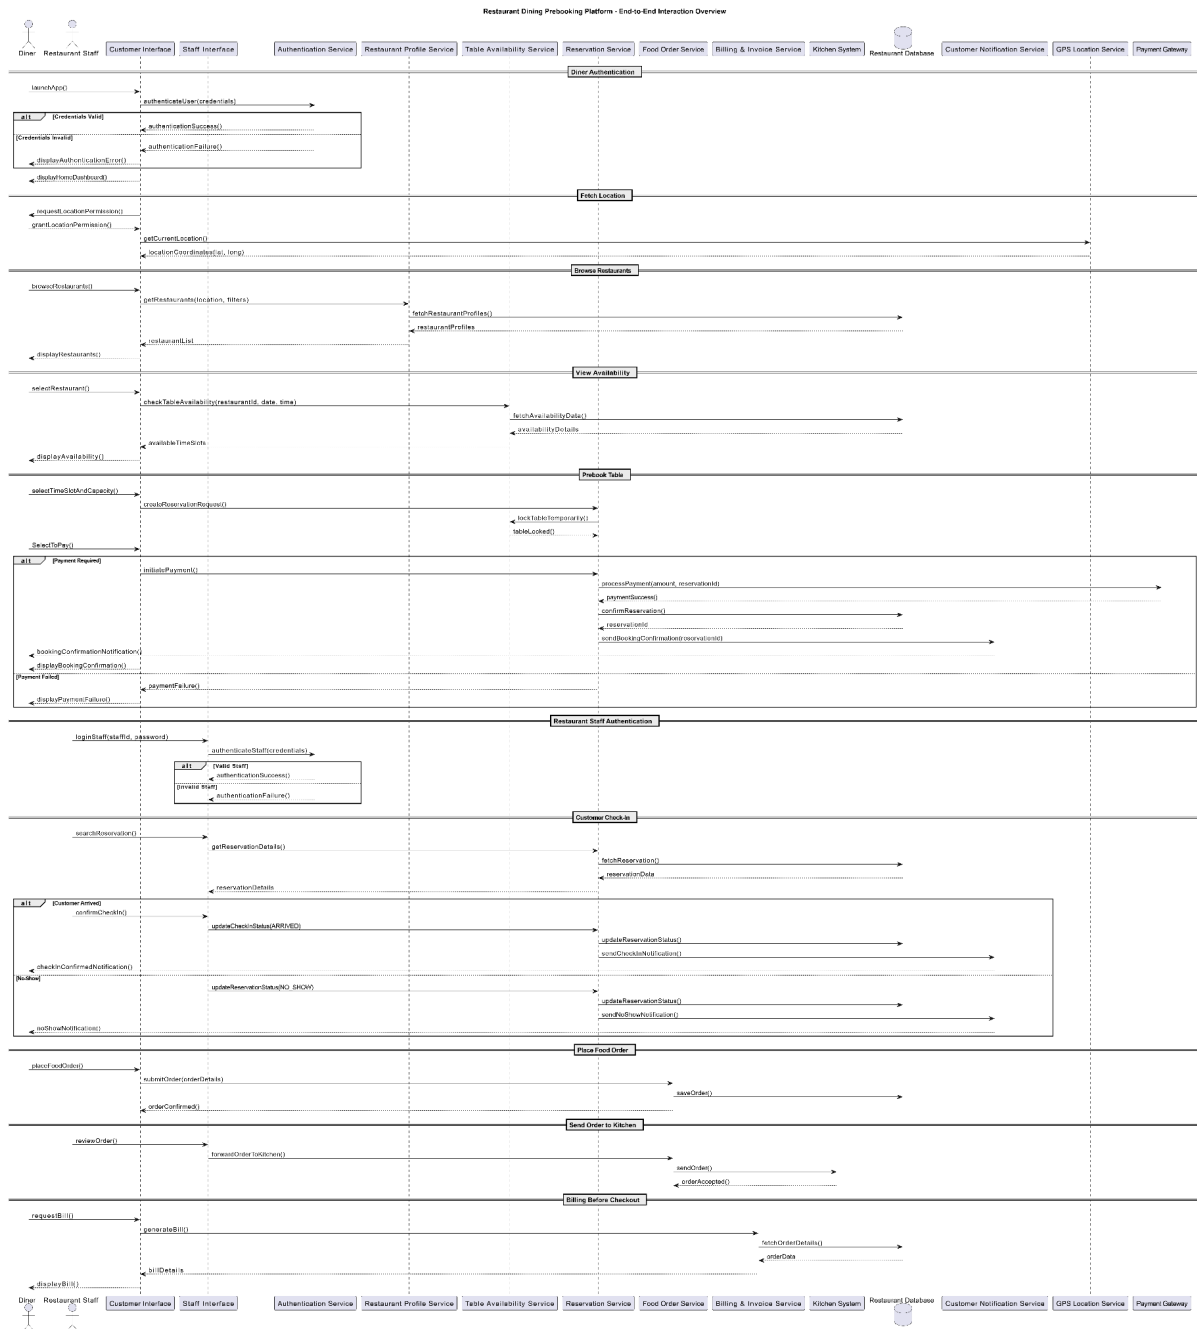 Restaurant Dining Prebooking Platform - End-to-End Interaction Overview
Diner Restaurant Staff Customer Interface Staff Interface Authentication Service Restaurant Profile Service Table Availability Service Reservation Service Food Order Service Billing & Invoice Service Kitchen System Restaurant Database Customer Notification Service GPS Location Service Payment Gateway
Diner Authentication
launchApp()
authenticateUser(credentials)
alt [Credentials Valid]
authenticationSuccess()
[Credentials Invalid]
authenticationFailure()
displayAuthenticationError()
displayHomeDashboard()
Fetch Location
requestLocationPermission()
grantLocationPermission()
getCurrentLocation()
locationCoordinates(lat, long)
Browse Restaurants
browseRestaurants()
getRestaurants(location, filters)
fetchRestaurantProfiles()
restaurantProfiles
restaurantList
displayRestaurants()
View Availability
selectRestaurant()
checkTableAvailability(restaurantId, date, time)
fetchAvailabilityData()
availabilityDetails
availableTimeSlots
displayAvailability()
Prebook Table
selectTimeSlotAndCapacity()
createReservationRequest()
lockTableTemporarily()
tableLocked()
SelectToPay()
alt [Payment Required]
initiatePayment()
processPayment(amount, reservationId)
paymentSuccess()
confirmReservation()
reservationId
sendBookingConfirmation(reservationId)
bookingConfirmationNotification()
displayBookingConfirmation()
[Payment Failed]
paymentFailure()
displayPaymentFailure()
Restaurant Staff Authentication
loginStaff(staffId, password)
authenticateStaff(credentials)
alt [Valid Staff]
authenticationSuccess()
[Invalid Staff]
authenticationFailure()
Customer Check-in
searchReservation()
getReservationDetails()
fetchReservation()
reservationData
reservationDetails
alt [Customer Arrived]
confirmCheckIn()
updateCheckInStatus(ARRIVED)
updateReservationStatus()
sendCheckInNotification()
checkInConfirmedNotification()
[No-Show]
updateReservationStatus(NO_SHOW)
updateReservationStatus()
sendNoShowNotification()
noShowNotification()
Place Food Order
placeFoodOrder()
submitOrder(orderDetails)
saveOrder()
orderConfirmed()
Send Order to Kitchen
reviewOrder()
forwardOrderToKitchen()
sendOrder()
orderAccepted()
Billing Before Checkout
requestBill()
generateBill()
fetchOrderDetails()
orderData
billDetails
displayBill()
Diner Restaurant Staff Customer Interface Staff Interface Authentication Service Restaurant Profile Service Table Availability Service Reservation Service Food Order Service Billing & Invoice Service Kitchen System Restaurant Database Customer Notification Service GPS Location Service Payment Gateway